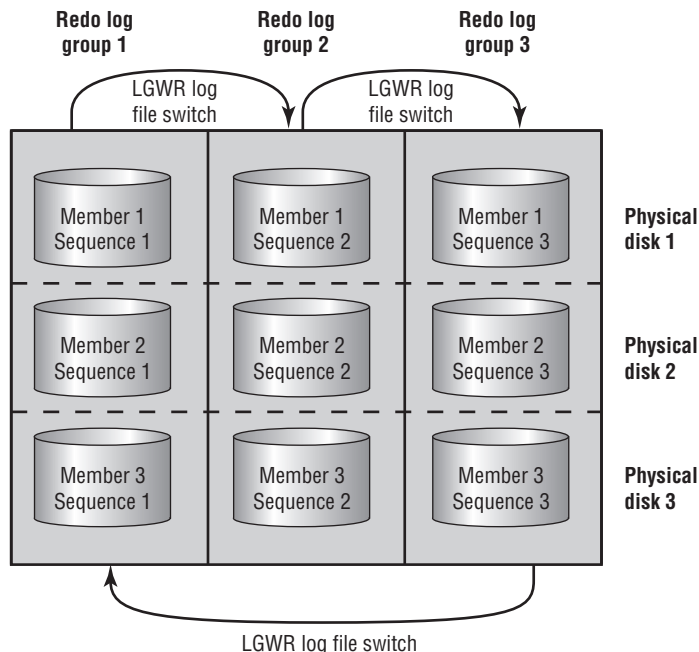 Redo log
group 1
Redo log
group 2
Redo log
group 3
LGWR log
file switch
LGWR log
file switch
Member 1
Sequence 1
Member 1
Sequence 2
Member 1
Sequence 3
Physical
disk 1
Member 2
Sequence 1
Member 2
Sequence 2
Member 2
Sequence 3
Physical
disk 2
Member 3
Sequence 1
Member 3
Sequence 2
Member 3
Sequence 3
Physical
disk 3
LGWR log file switch